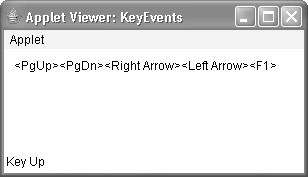 Applet Viewer: KeyEvents
Applet
<PgUp><PgDn><Right Arrow><Left Arrow><F1>
Key Up